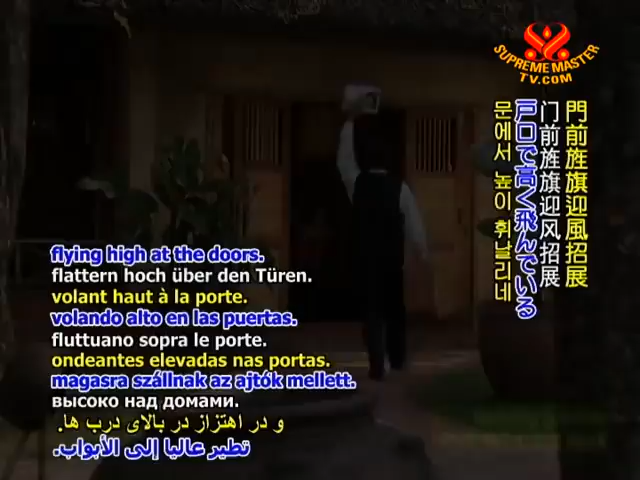 SUPREME MASTER
TV.COM
門前旌旗迎風招展
门前旌旗迎风招展
戸口で高く飛んでいる
문에서 높이 휘날리네
flying high at the doors.
flattern hoch über den Türen.
volant haut à la porte.
volando alto en las puertas.
fluttuano sopra le porte.
ondeantes elevadas nas portas.
magasra szállnak az ajtók mellett.
высоко над домами.
و در اهتزاز در بالای درب ها.
تطير عاليا إلى الأبواب.